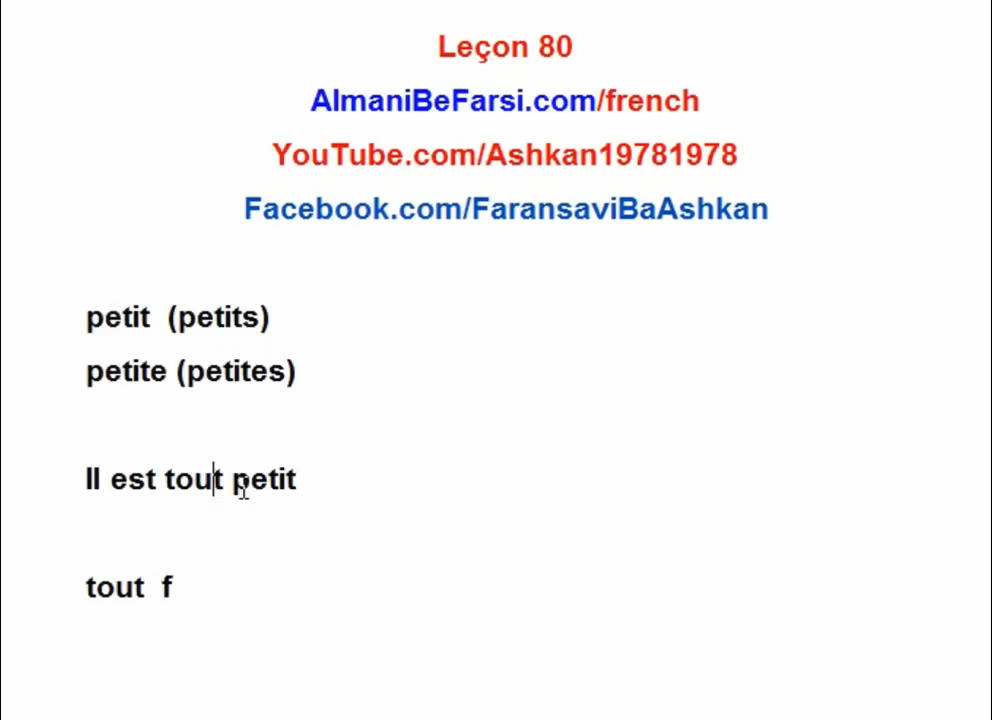 Leçon 80
AlmaniBeFarsi.com/french
YouTube.com/Ashkan19781978
Facebook.com/FaransaviBaAshkan
petit (petits)
petite (petites)
Il est tout petit
tout f